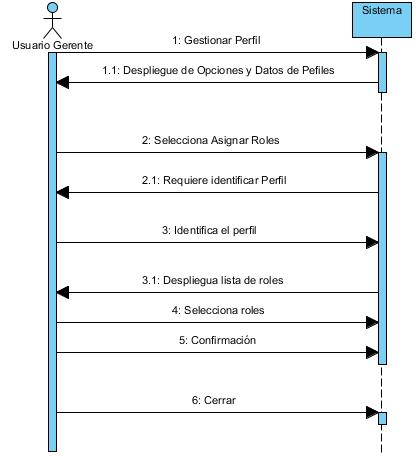 Sistema
Usuario Gerente
1: Gestionar Perfil
1.1: Despliegue de Opciones y Datos de Pefiles
2: Selecciona Asignar Roles
2.1: Requiere identificar Perfil
3: Identifica el perfil
3.1: Despliegua lista de roles
4: Selecciona roles
5: Confirmación
6: Cerrar